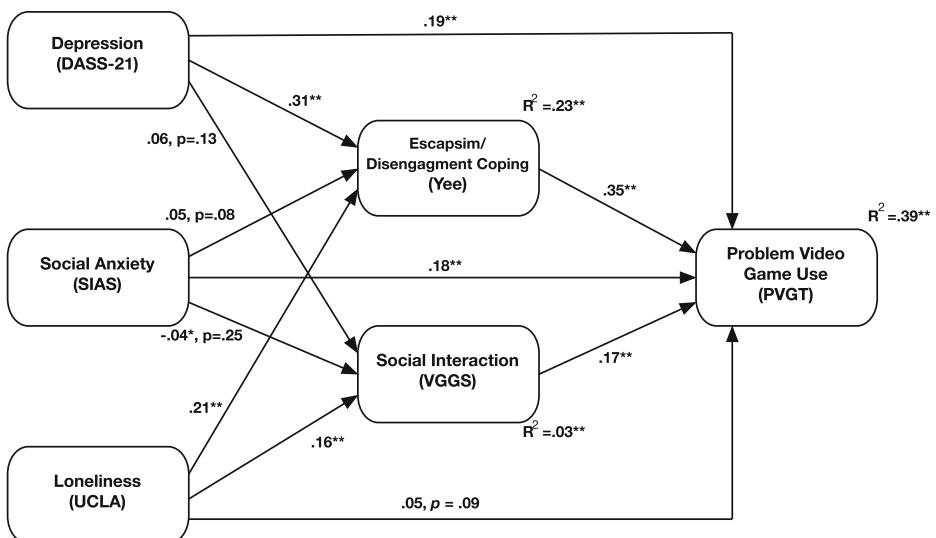 .19**
Depression
(DASS-21)
.31**
R² =.23**
.06, p=.13
Escapsim/
Disengagment Coping
(Yee)
.35**
.05, p=.08
R² =.39**
Social Anxiety
(SIAS)
.18**
Problem Video
Game Use
(PVGT)
-.04*, p=.25
Social Interaction
(VGGS)
.17**
.21**
.16**
R² =.03**
Loneliness
(UCLA)
.05, p = .09